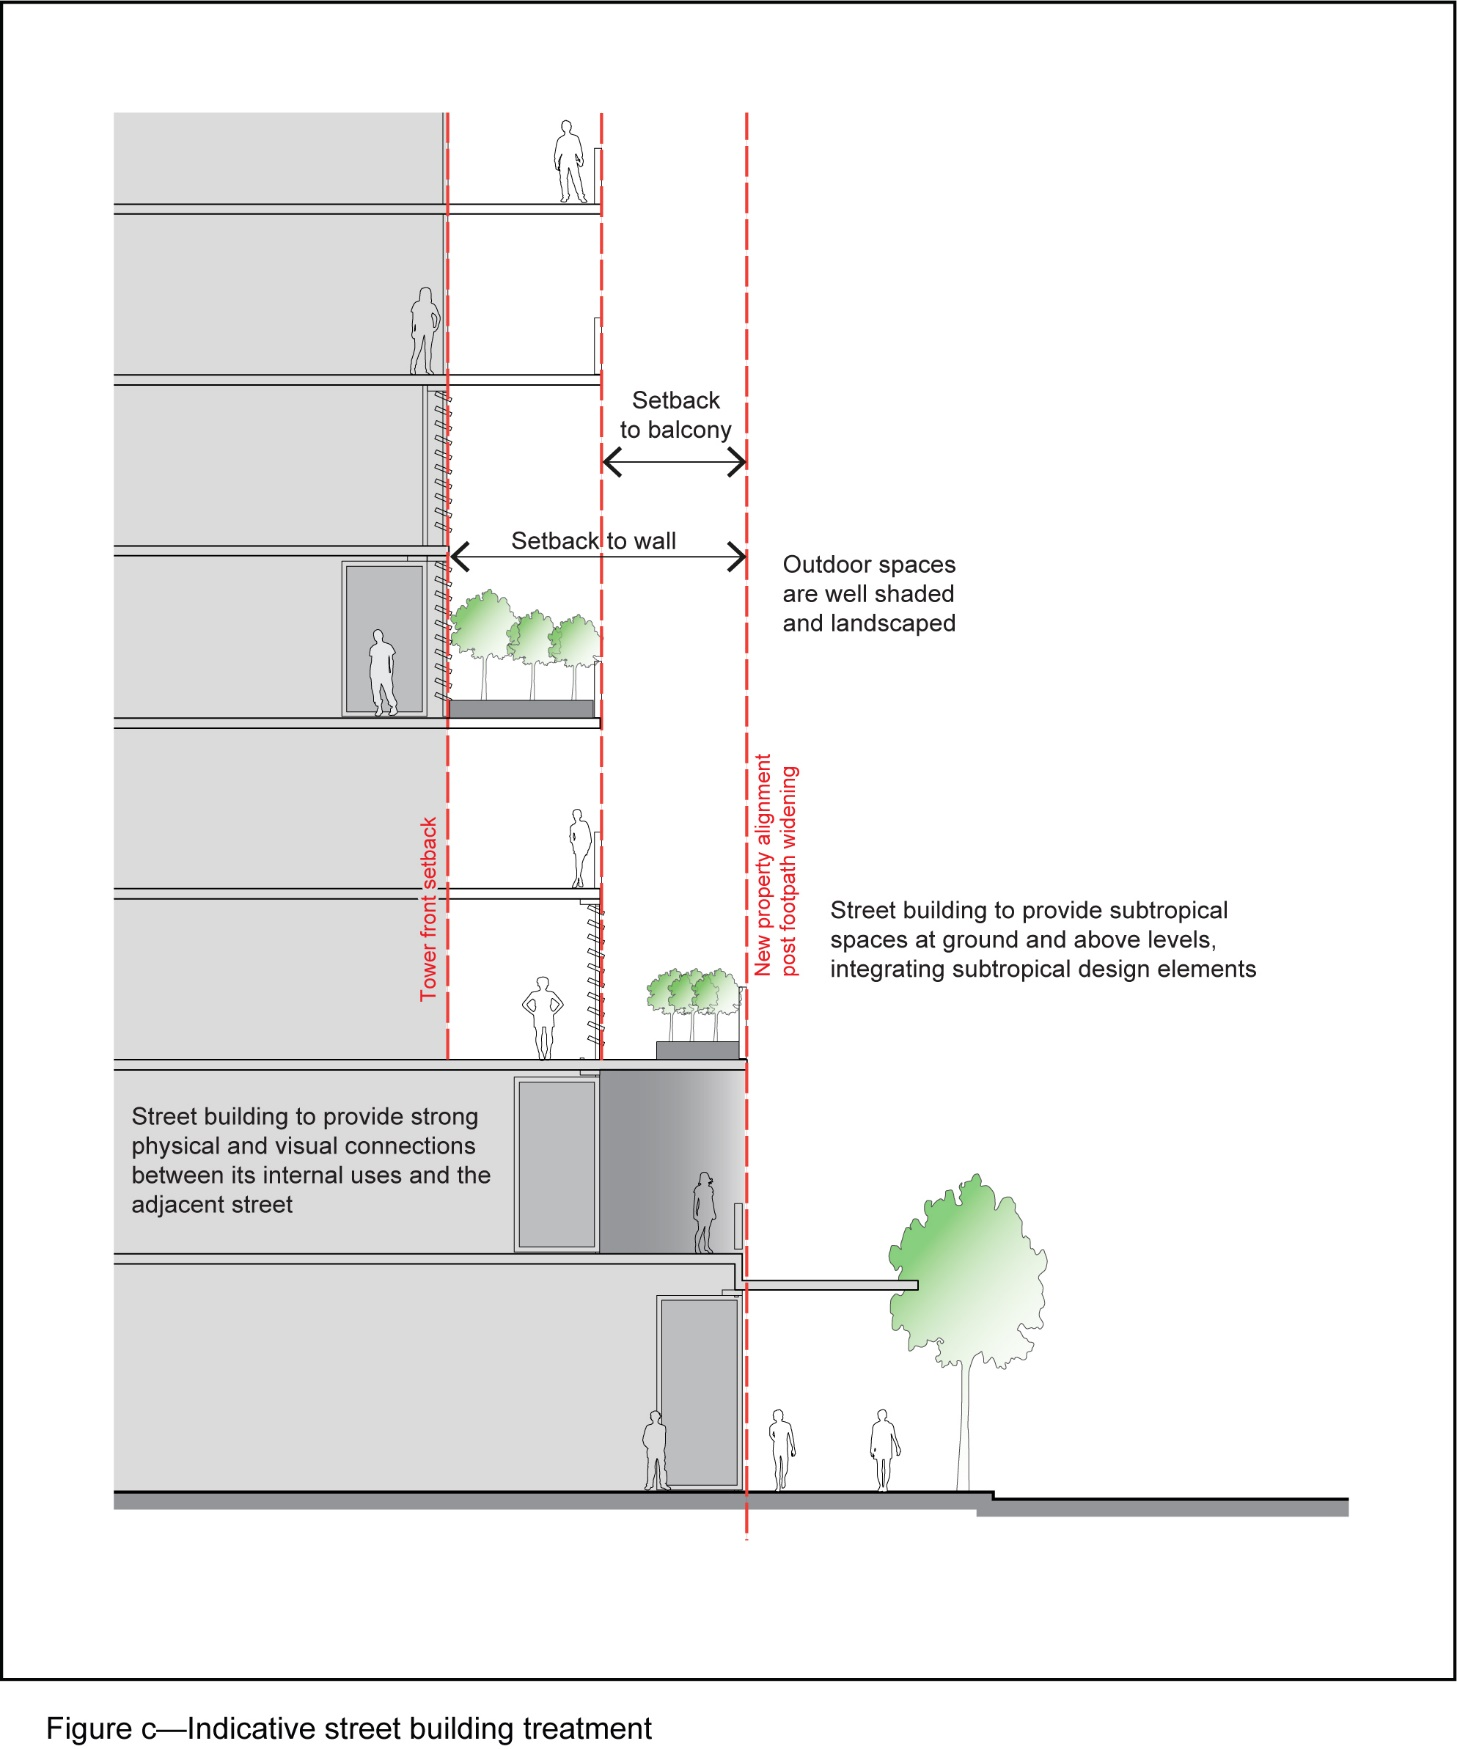 Setback
to balcony
Setback to wall
Outdoor spaces
are well shaded
and landscaped
Tower front setback
New property alignment
post footpath widening
Street building to provide subtropical
spaces at ground and above levels,
integrating subtropical design elements
Street building to provide strong
physical and visual connections
between its internal uses and the
adjacent street
Figure c—Indicative street building treatment